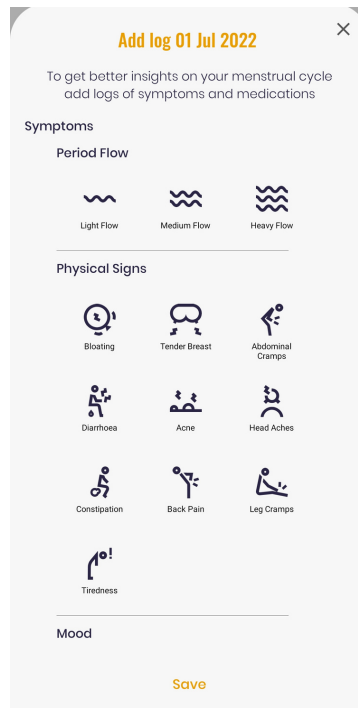 Add log 01 Jul 2022
To get better insights on your menstrual cycle
add logs of symptoms and medications
Symptoms
Period Flow
Light Flow
Medium Flow
Heavy Flow
Physical Signs
Bloating
Tender Breast
Abdominal
Cramps
Diarrhoea
Acne
Head Aches
Constipation
Back Pain
Leg Cramps
Tiredness
Mood
Save